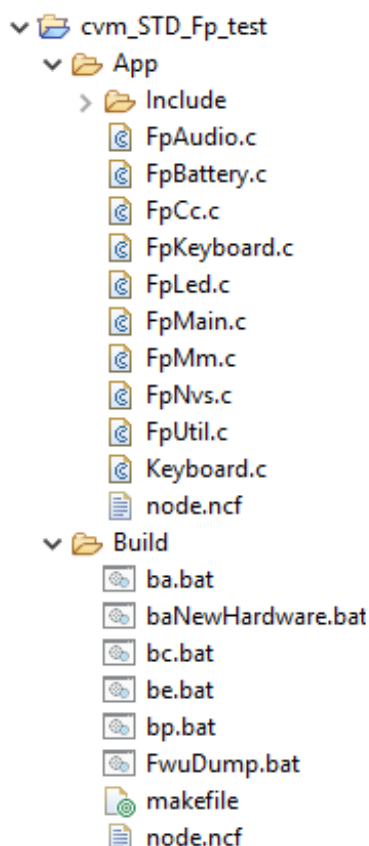 cvm_STD_Fp_test
App
Include
FpAudio.c
FpBattery.c
FpCc.c
FpKeyboard.c
FpLed.c
FpMain.c
FpMm.c
FpNvs.c
FpUtil.c
Keyboard.c
node.ncf
Build
ba.bat
baNewHardware.bat
bc.bat
be.bat
bp.bat
FwuDump.bat
makefile
node.ncf